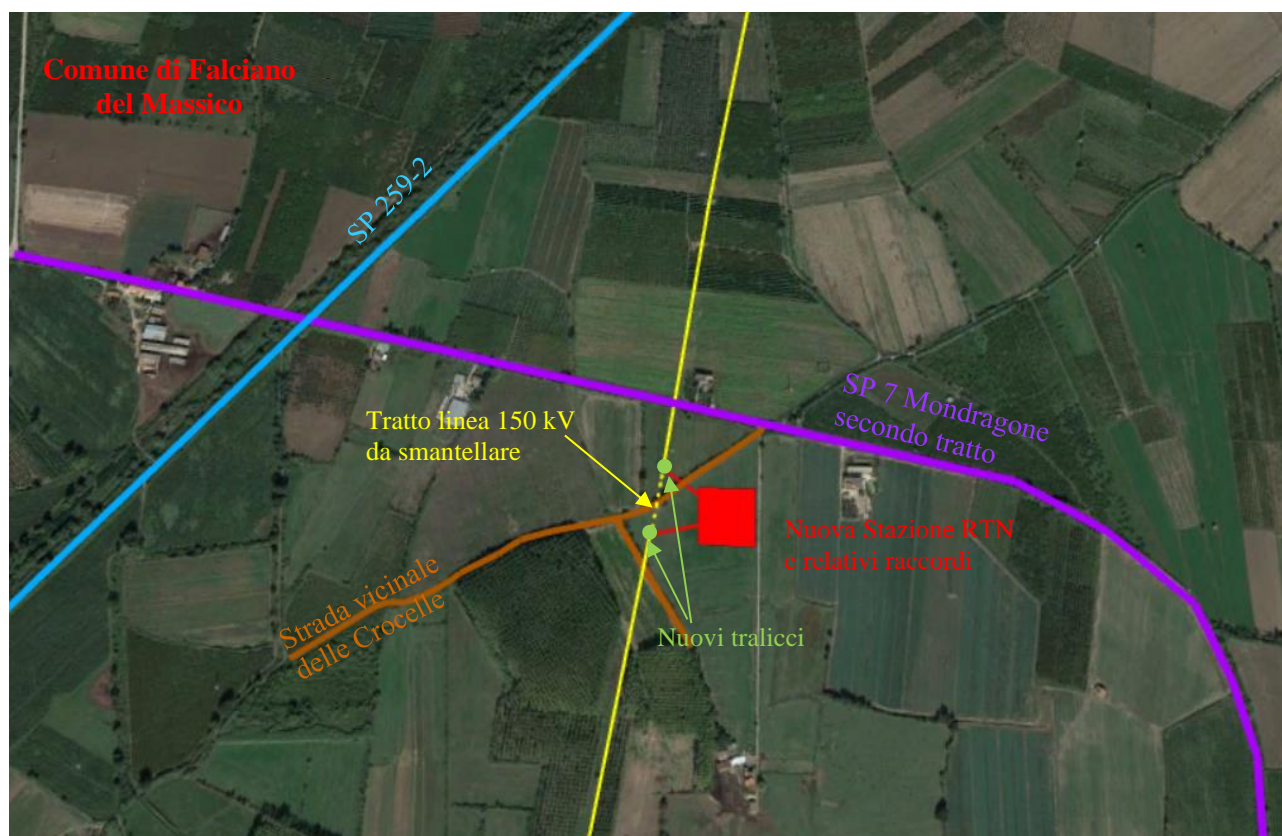 Comune di Falciano
del Massico
SP 259-2
SP 7 Mondragone
secondo tratto
Tratto linea 150 kV
da smantellare
Nuova Stazione RTN
e relativi raccordi
Strada vicinale
delle Crocelle
Nuovi tralicci